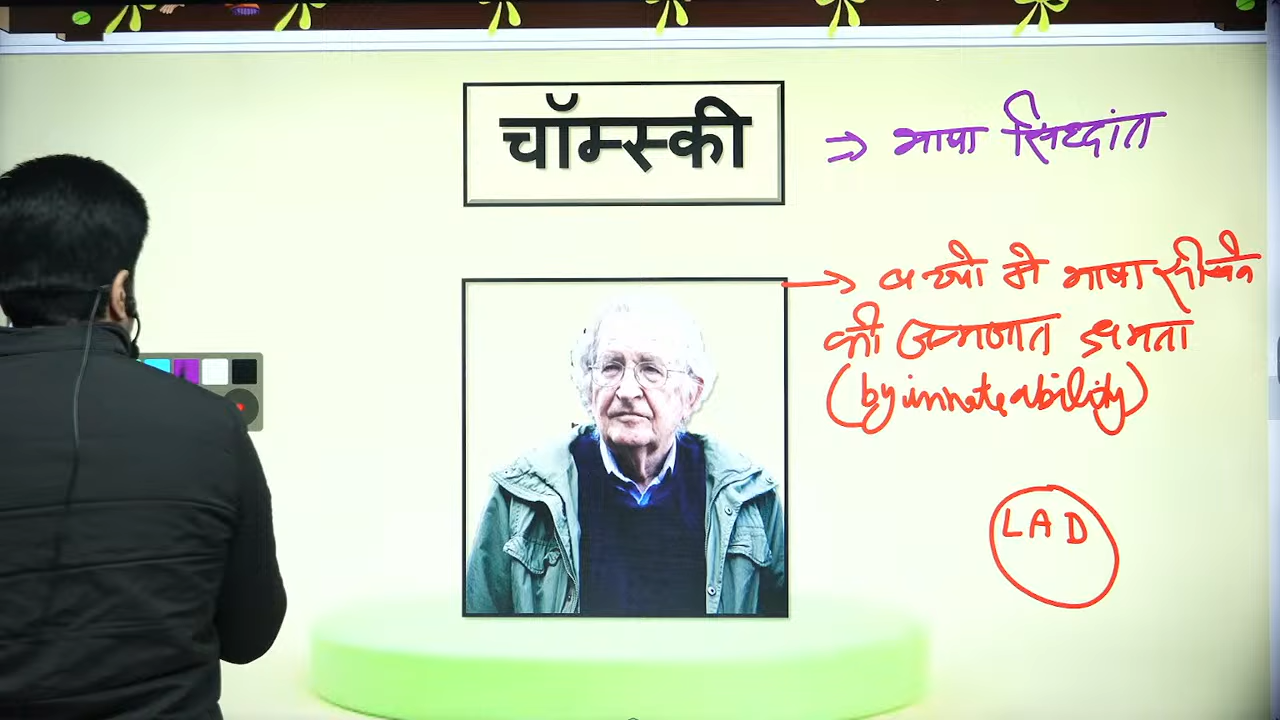 चॉम्स्की
⇒ भाषा सिध्दांत
→ बच्चो मे भाषा सीखने
की जन्मजात क्षमता
(by innate ability)
LAD